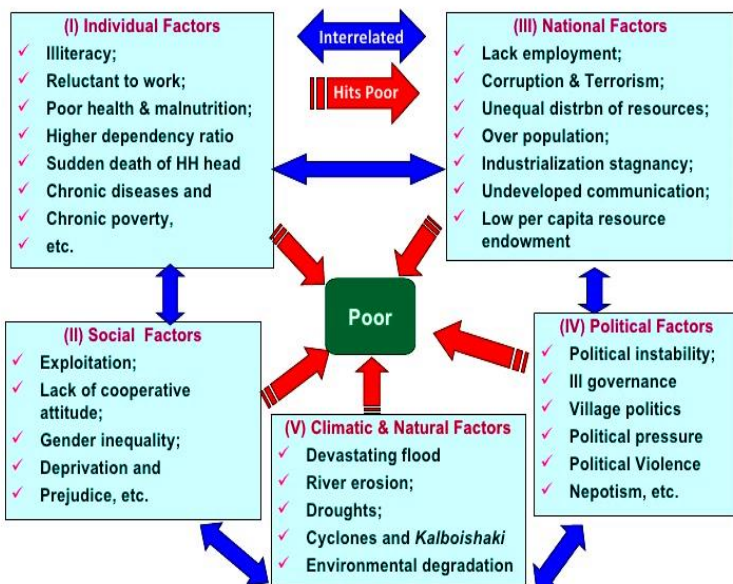 (I) Individual Factors
Illiteracy;
Reluctant to work;
Poor health & malnutrition;
Higher dependency ratio
Sudden death of HH head
Chronic diseases and
Chronic poverty,
etc.
Interrelated
Hits Poor
(III) National Factors
Lack employment;
Corruption & Terrorism;
Unequal distrbn of resources;
Over population;
Industrialization stagnancy;
Undeveloped communication;
Low per capita resource
endowment
Poor
(II) Social Factors
Exploitation;
Lack of cooperative
attitude;
Gender inequality;
Deprivation and
Prejudice, etc.
(V) Climatic & Natural Factors
Devastating flood
River erosion;
Droughts;
Cyclones and Kalboishaki
Environmental degradation
(IV) Political Factors
Political instability;
Ill governance
Village politics
Political pressure
Political Violence
Nepotism, etc.